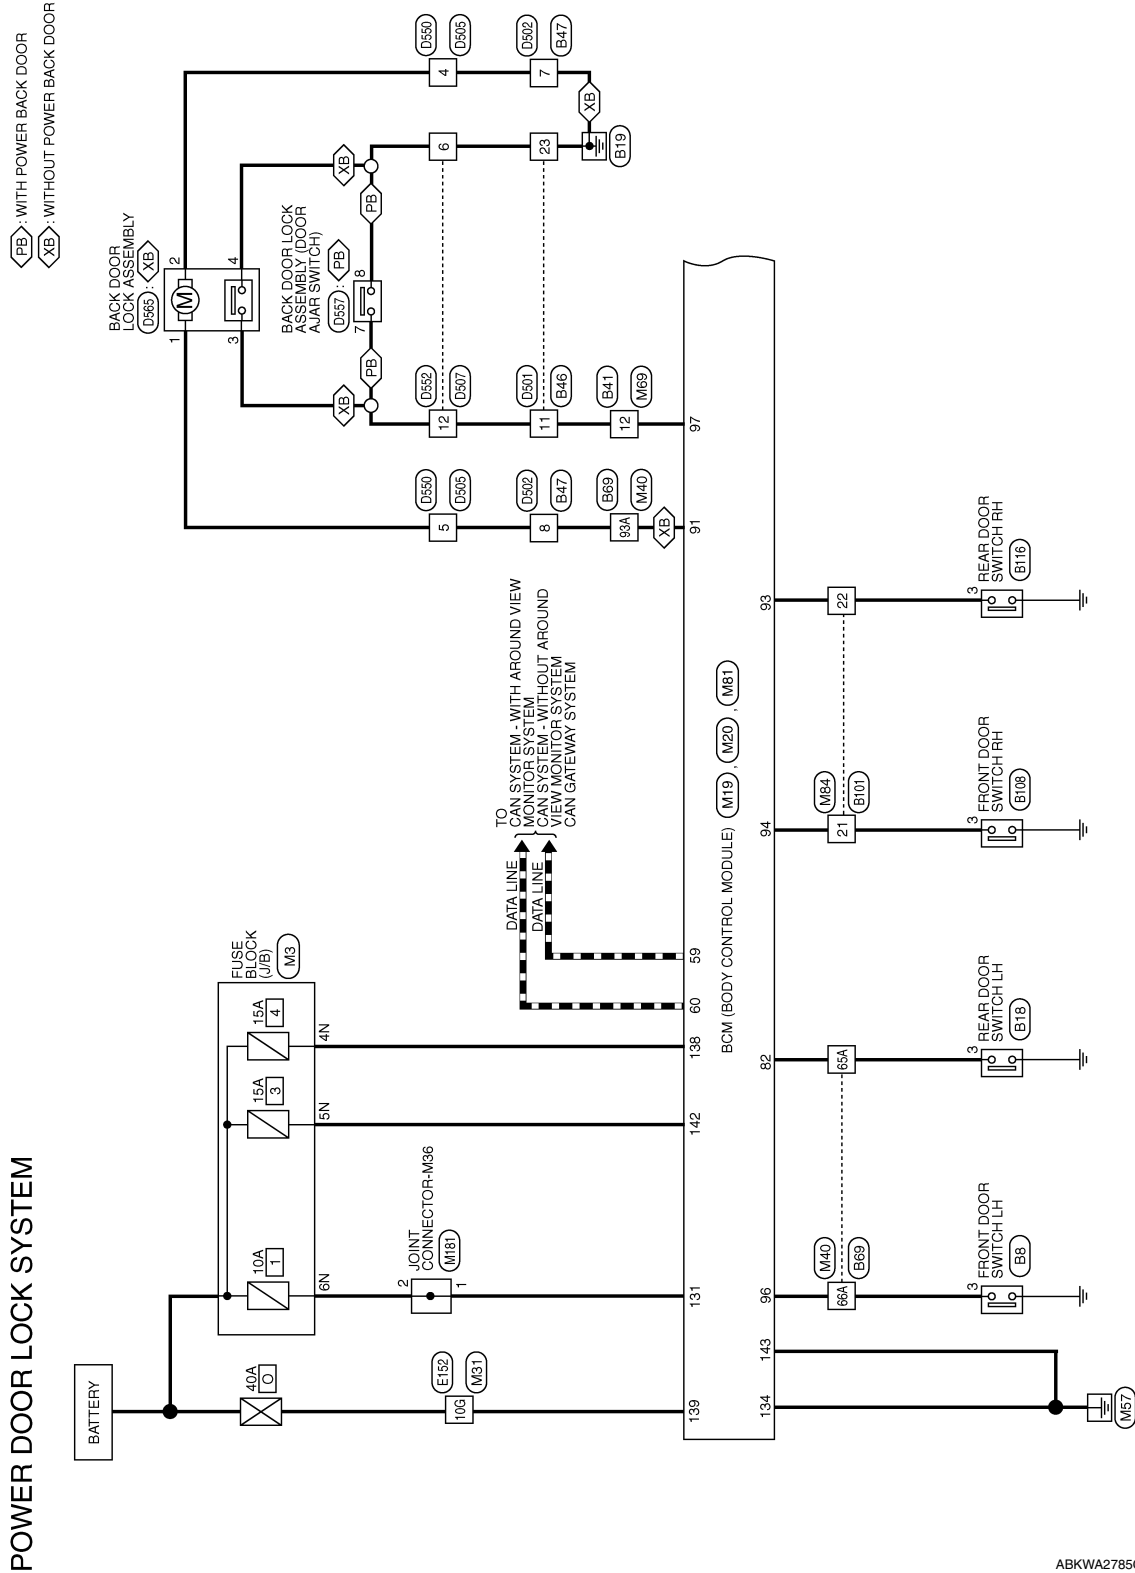 POWER DOOR LOCK SYSTEM
PB : WITH POWER BACK DOOR
XB : WITHOUT POWER BACK DOOR
BATTERY
40A
O
E152
10G
M31
139
FUSE
BLOCK
(J/B)
M3
10A
1
15A
3
15A
4
6N
5N
4N
JOINT
CONNECTOR-M36
M181
2
1
131
142
138
60
59
DATA LINE
DATA LINE
TO
CAN SYSTEM - WITH AROUND VIEW
MONITOR SYSTEM
CAN SYSTEM - WITHOUT AROUND
VIEW MONITOR SYSTEM
CAN GATEWAY SYSTEM
BACK DOOR
LOCK ASSEMBLY
D565 : XB
M
1
2
3
4
BACK DOOR LOCK
ASSEMBLY (DOOR
AJAR SWITCH)
D557 : PB
7
8
XB
PB
PB
XB
D550
5
D505
D552
12
D507
6
D550
4
D505
D502
8
B47
D501
11
B46
23
D502
7
B47
B69
93A
M40
B41
12
M69
XB
XB
B19
91
97
BCM (BODY CONTROL MODULE) M19 , M20 , M81
134
143
96
82
94
93
M40
66A
B69
65A
M84
21
B101
22
3
FRONT DOOR
SWITCH LH
B8
3
REAR DOOR
SWITCH LH
B18
3
FRONT DOOR
SWITCH RH
B108
3
REAR DOOR
SWITCH RH
B116
M57